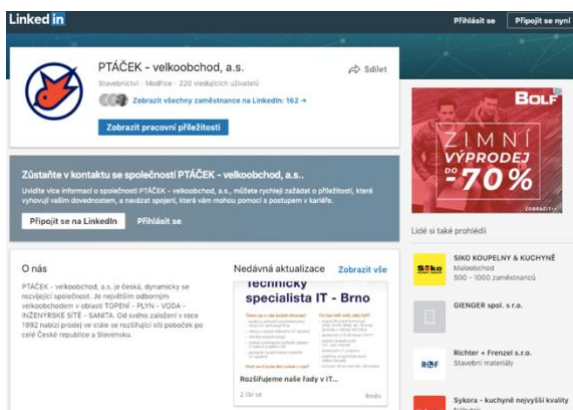 Linked in
Přihlásit se
Připojit se nyní
PTÁČEK - velkoobchod, a.s.
Sdílet
Stavebnictví · Modřice · 220 sledujících uživatelů
Zobrazit všechny zaměstnance na LinkedIn: 162 →
Zobrazit pracovní příležitosti
Zůstaňte v kontaktu se společností PTÁČEK - velkoobchod, a.s..
Uvidíte více informací o společnosti PTÁČEK - velkoobchod, a.s., můžete rychleji zažádat o příležitosti, které
vyhovují vašim dovednostem, a navázat spojení, které vám mohou pomoci s postupem v kariéře.
Připojit se na LinkedIn
Přihlásit se
O nás
PTÁČEK - velkoobchod, a.s. je česká, dynamicky se
rozvíjející společnost. Je největším odborným
velkoobchodem v oblasti TOPENÍ - PLYN - VODA -
INŽENÝRSKÉ SÍTĚ - SANITA. Od svého založení v roce
1992 nabízí prodej ve stále se rozšiřující síti poboček po
celé České republice a Slovensku.
Nedávná aktualizace
Zobrazit vše
Technický
specialista IT - Brno
Rozšiřujeme naše řady v IT...
2 líbí se
BOLF
ZIMNÍ
VÝPRODEJ
DO
-70%
ZOBRAZIT
Lidé si také prohlédli
Siko
SIKO KOUPELNY & KUCHYNĚ
Maloobchod
500 - 1000 zaměstnanců
GIENGER spol. s r.o.
R&F
Richter + Frenzel s.r.o.
Stavební materiály
Sykora - kuchyně nejvyšší kvality
Nábytek